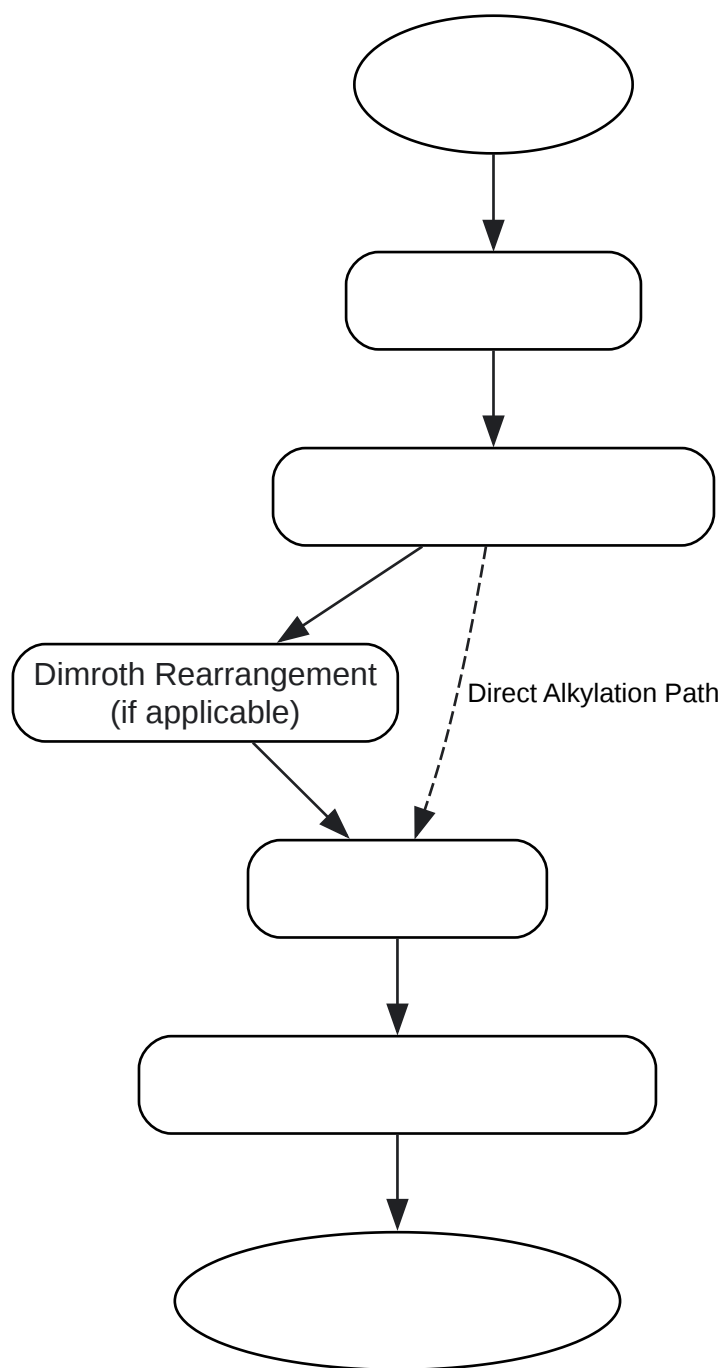 Dimroth Rearrangement
(if applicable)
Direct Alkylation Path